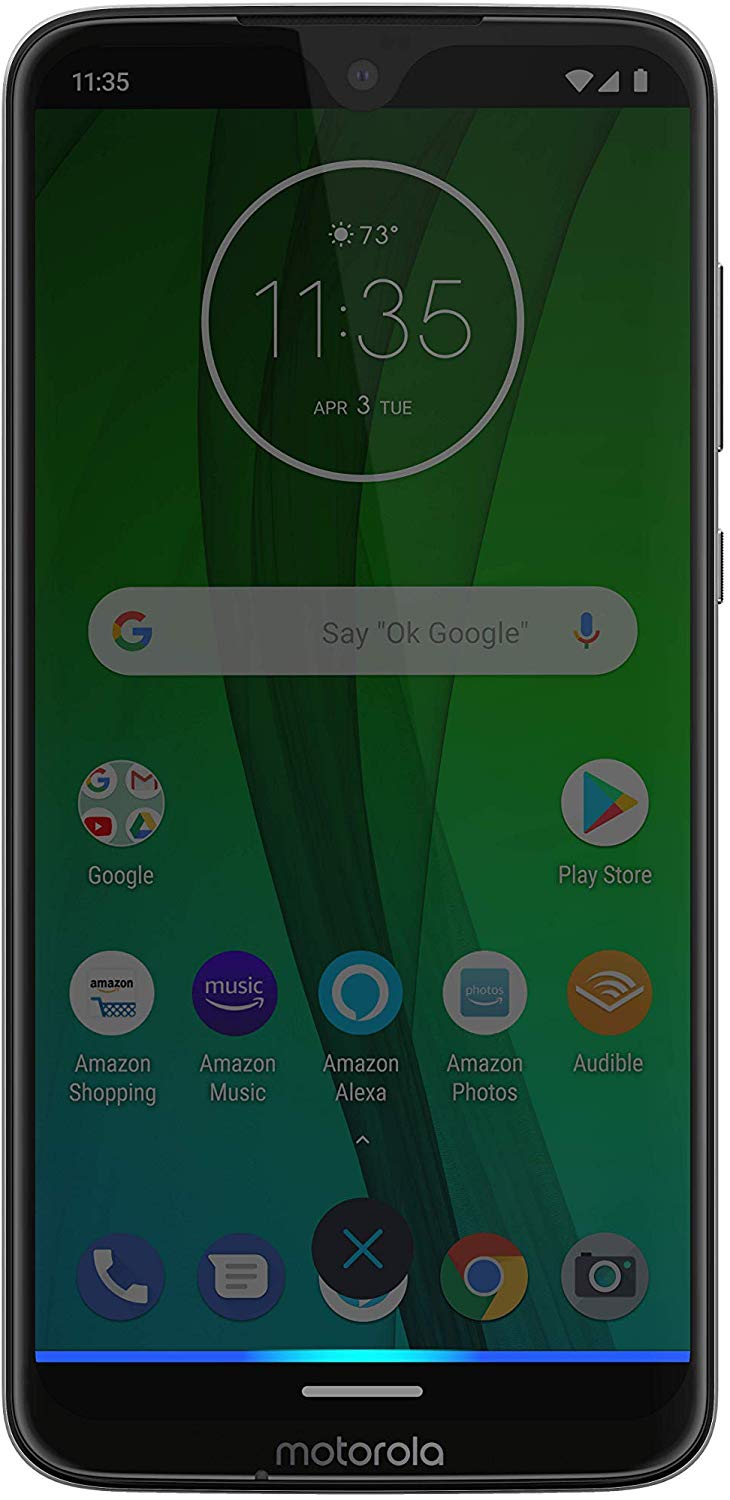 11:35
73°
11:35
APR 3 TUE
Say "Ok Google"
Google
Play Store
amazon
music
photos
Amazon Shopping
Amazon Music
Amazon Alexa
Amazon Photos
Audible
motorola